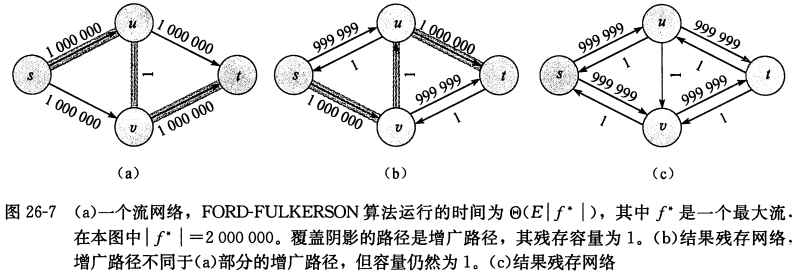 1 000 000
u
1 000 000
s
1
t
1 000 000
v
1 000 000
(a)
999 999
u
1 000 000
1
s
1
t
1 000 000
999 999
v
1
(b)
999 999
u
999 999
1
1
s
999 999
1
t
999 999
1
v
1
(c)
图 26-7 (a)一个流网络，FORD-FULKERSON 算法运行的时间为 Θ(E|f*|)，其中 f* 是一个最大流.
在本图中|f*|＝2 000 000。覆盖阴影的路径是增广路径，其残存容量为 1。(b)结果残存网络，
增广路径不同于(a)部分的增广路径，但容量仍然为 1。(c)结果残存网络